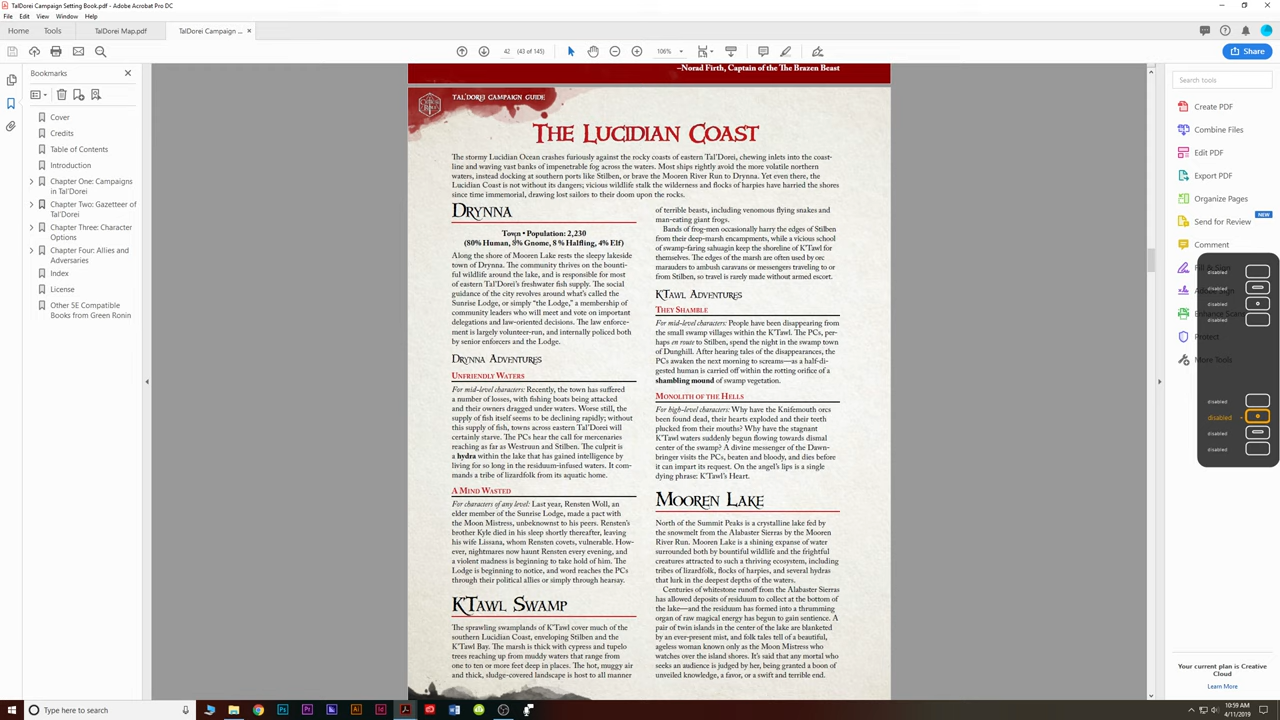 TalDorei Campaign Setting Book.pdf - Adobe Acrobat Pro DC
File Edit View Window Help
Home Tools TalDorei Map.pdf TalDorei Campaign ... ×
42 (43 of 145) 106%
Share
Bookmarks
Cover
Credits
Table of Contents
Introduction
Chapter One: Campaigns
in Tal'Dorei
Chapter Two: Gazetteer of
Tal'Dorei
Chapter Three: Character
Options
Chapter Four: Allies and
Adversaries
Index
License
Other 5E Compatible
Books from Green Ronin
–Norad Firth, Captain of the The Brazen Beast
Tal'Dorei Campaign Guide
The Lucidian Coast
The stormy Lucidian Ocean crashes furiously against the rocky coasts of eastern Tal'Dorei, chewing inlets into the coast-
line and waving vast banks of impenetrable fog across the waters. Most ships rightly avoid the more volatile northern
waters, instead docking at southern ports like Stilben, or brave the Mooren River Run to Drynna. Yet even there, the
Lucidian Coast is not without its dangers; vicious wildlife stalk the wilderness and flocks of harpies have harried the shores
since time immemorial, drawing lost sailors to their doom upon the rocks.
Drynna
Town • Population: 2,230
(80% Human, 8% Gnome, 8 % Halfling, 4% Elf)
Along the shore of Mooren Lake rests the sleepy lakeside
town of Drynna. The community thrives on the bounti-
ful wildlife around the lake, and is responsible for most
of eastern Tal'Dorei's freshwater fish supply. The social
guidance of the city revolves around what's called the
Sunrise Lodge, or simply "the Lodge," a membership of
community leaders who will meet and vote on important
delegations and law-oriented decisions. The law enforce-
ment is largely volunteer-run, and internally policed both
by senior enforcers and the Lodge.
Drynna Adventures
Unfriendly Waters
For mid-level characters: Recently, the town has suffered
a number of losses, with fishing boats being attacked
and their owners dragged under waters. Worse still, the
supply of fish itself seems to be declining rapidly; without
this supply of fish, towns across eastern Tal'Dorei will
certainly starve. The PCs hear the call for mercenaries
reaching as far as Westruun and Stilben. The culprit is
a hydra within the lake that has gained intelligence by
living for so long in the residuum-infused waters. It com-
mands a tribe of lizardfolk from its aquatic home.
A Mind Wasted
For characters of any level: Last year, Rensten Woll, an
elder member of the Sunrise Lodge, made a pact with
the Moon Mistress, unbeknownst to his peers. Rensten's
brother Kyle died in his sleep shortly thereafter, leaving
his wife Lissana, whom Rensten covets, vulnerable. How-
ever, nightmares now haunt Rensten every evening, and
a violent madness is beginning to take hold of him. The
Lodge is beginning to notice, and word reaches the PCs
through their political allies or simply through hearsay.
K'Tawl Swamp
The sprawling swamplands of K'Tawl cover much of the
southern Lucidian Coast, enveloping Stilben and the
K'Tawl Bay. The marsh is thick with cypress and tupelo
trees reaching up from muddy waters that range from
one to ten or more feet deep in places. The hot, muggy air
and thick, sludge-covered landscape is host to all manner
of terrible beasts, including venomous flying snakes and
man-eating giant frogs.
Bands of frog-men occasionally harry the edges of Stilben
from their deep-marsh encampments, while a vicious school
of swamp-faring sahuagin keep the shoreline of K'Tawl for
themselves. The edges of the marsh are often used by orc
marauders to ambush caravans or messengers traveling to or
from Stilben, so travel is rarely made without armed escort.
K'Tawl Adventures
They Shamble
For mid-level characters: People have been disappearing from
the small swamp villages within the K'Tawl. The PCs, per-
haps en route to Stilben, spend the night in the swamp town
of Dunghill. After hearing tales of the disappearances, the
PCs awaken the next morning to screams—as a half-di-
gested human is carried off within the rotting orifice of a
shambling mound of swamp vegetation.
Monolith of the Hells
For high-level characters: Why have the Knifemouth orcs
been found dead, their hearts exploded and their teeth
plucked from their mouths? Why have the stagnant
K'Tawl waters suddenly begun flowing towards dismal
center of the swamp? A divine messenger of the Dawn-
bringer visits the PCs, beaten and bloody, and dies before
it can impart its request. On the angel's lips is a single
dying phrase: K'Tawl's Heart.
Mooren Lake
North of the Summit Peaks is a crystalline lake fed by
the snowmelt from the Alabaster Sierras by the Mooren
River Run. Mooren Lake is a shining expanse of water
surrounded both by bountiful wildlife and the frightful
creatures attracted to such a thriving ecosystem, including
tribes of lizardfolk, flocks of harpies, and several hydras
that lurk in the deepest depths of the waters.
Centuries of whitestone runoff from the Alabaster Sierras
has allowed deposits of residuum to collect at the bottom of
the lake—and the residuum has formed into a thrumming
organ of raw magical energy has begun to gain sentience. A
pair of twin islands in the center of the lake are blanketed
by an ever-present mist, and folk tales tell of a beautiful,
ageless woman known only as the Moon Mistress who
watches over the island shores. It's said that any mortal who
seeks an audience is judged by her, being granted a boon of
unveiled knowledge, a favor, or a swift and terrible end.
Search tools
Create PDF
Combine Files
Edit PDF
Export PDF
Organize Pages
Send for Review NEW
Comment
Protect
More Tools
disabled
disabled
disabled
disabled
disabled
disabled
disabled
disabled
Your current plan is Creative
Cloud
Learn More
Type here to search
10:59 AM
4/11/2019